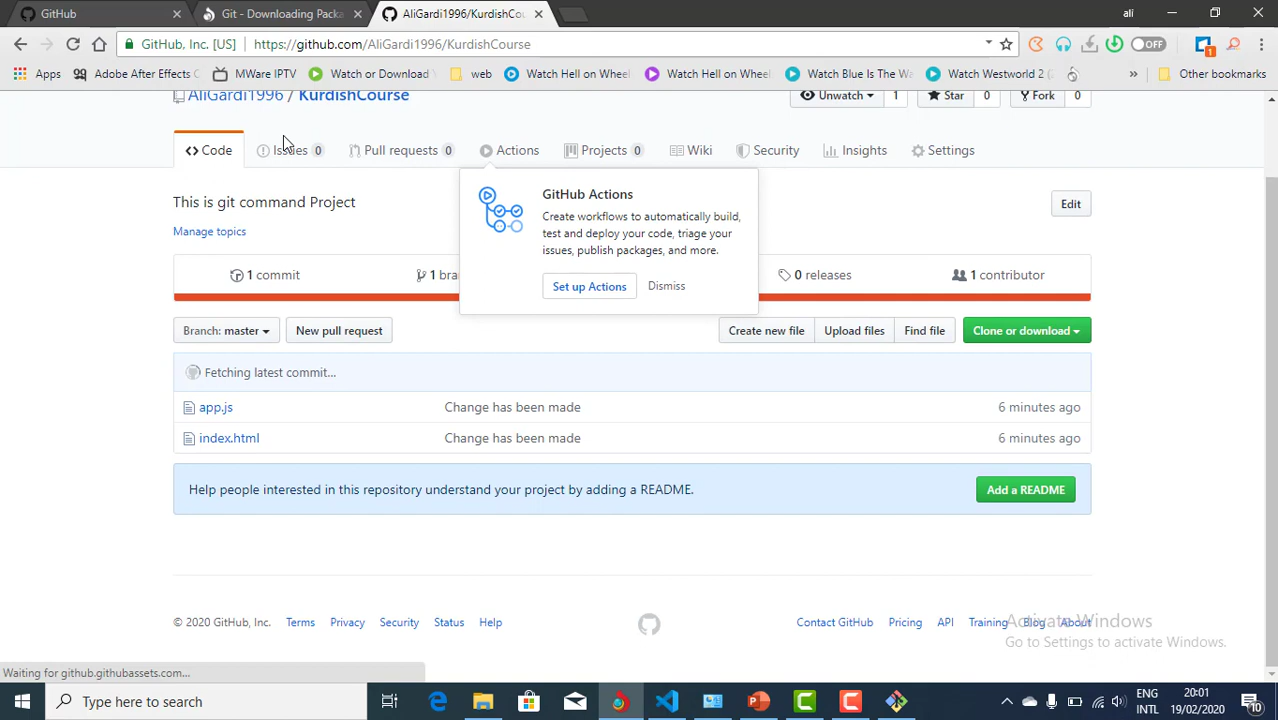 GitHub
Git - Downloading Packa
AliGardi1996/KurdishCou
ali
GitHub, Inc. [US]
https://github.com/AliGardi1996/KurdishCourse
OFF
1
Apps
Adobe After Effects C
MWare IPTV
Watch or Download
web
Watch Hell on Wheel
Watch Hell on Wheel
Watch Blue Is The Wa
Watch Westworld 2 (
»
Other bookmarks
AliGardi1996 / KurdishCourse
Unwatch 1
Star 0
Fork 0
Code
Issues 0
Pull requests 0
Actions
Projects 0
Wiki
Security
Insights
Settings
GitHub Actions
Create workflows to automatically build,
test and deploy your code, triage your
issues, publish packages, and more.
Set up Actions
Dismiss
This is git command Project
Edit
Manage topics
1 commit
1 bra
0 releases
1 contributor
Branch: master
New pull request
Create new file
Upload files
Find file
Clone or download
Fetching latest commit...
app.js
Change has been made
6 minutes ago
index.html
Change has been made
6 minutes ago
Help people interested in this repository understand your project by adding a README.
Add a README
© 2020 GitHub, Inc.
Terms
Privacy
Security
Status
Help
Contact GitHub
Pricing
API
Training
Blog
About
Activate Windows
Go to Settings to activate Windows.
Waiting for github.githubassets.com...
Type here to search
ENG
INTL
20:01
19/02/2020
10